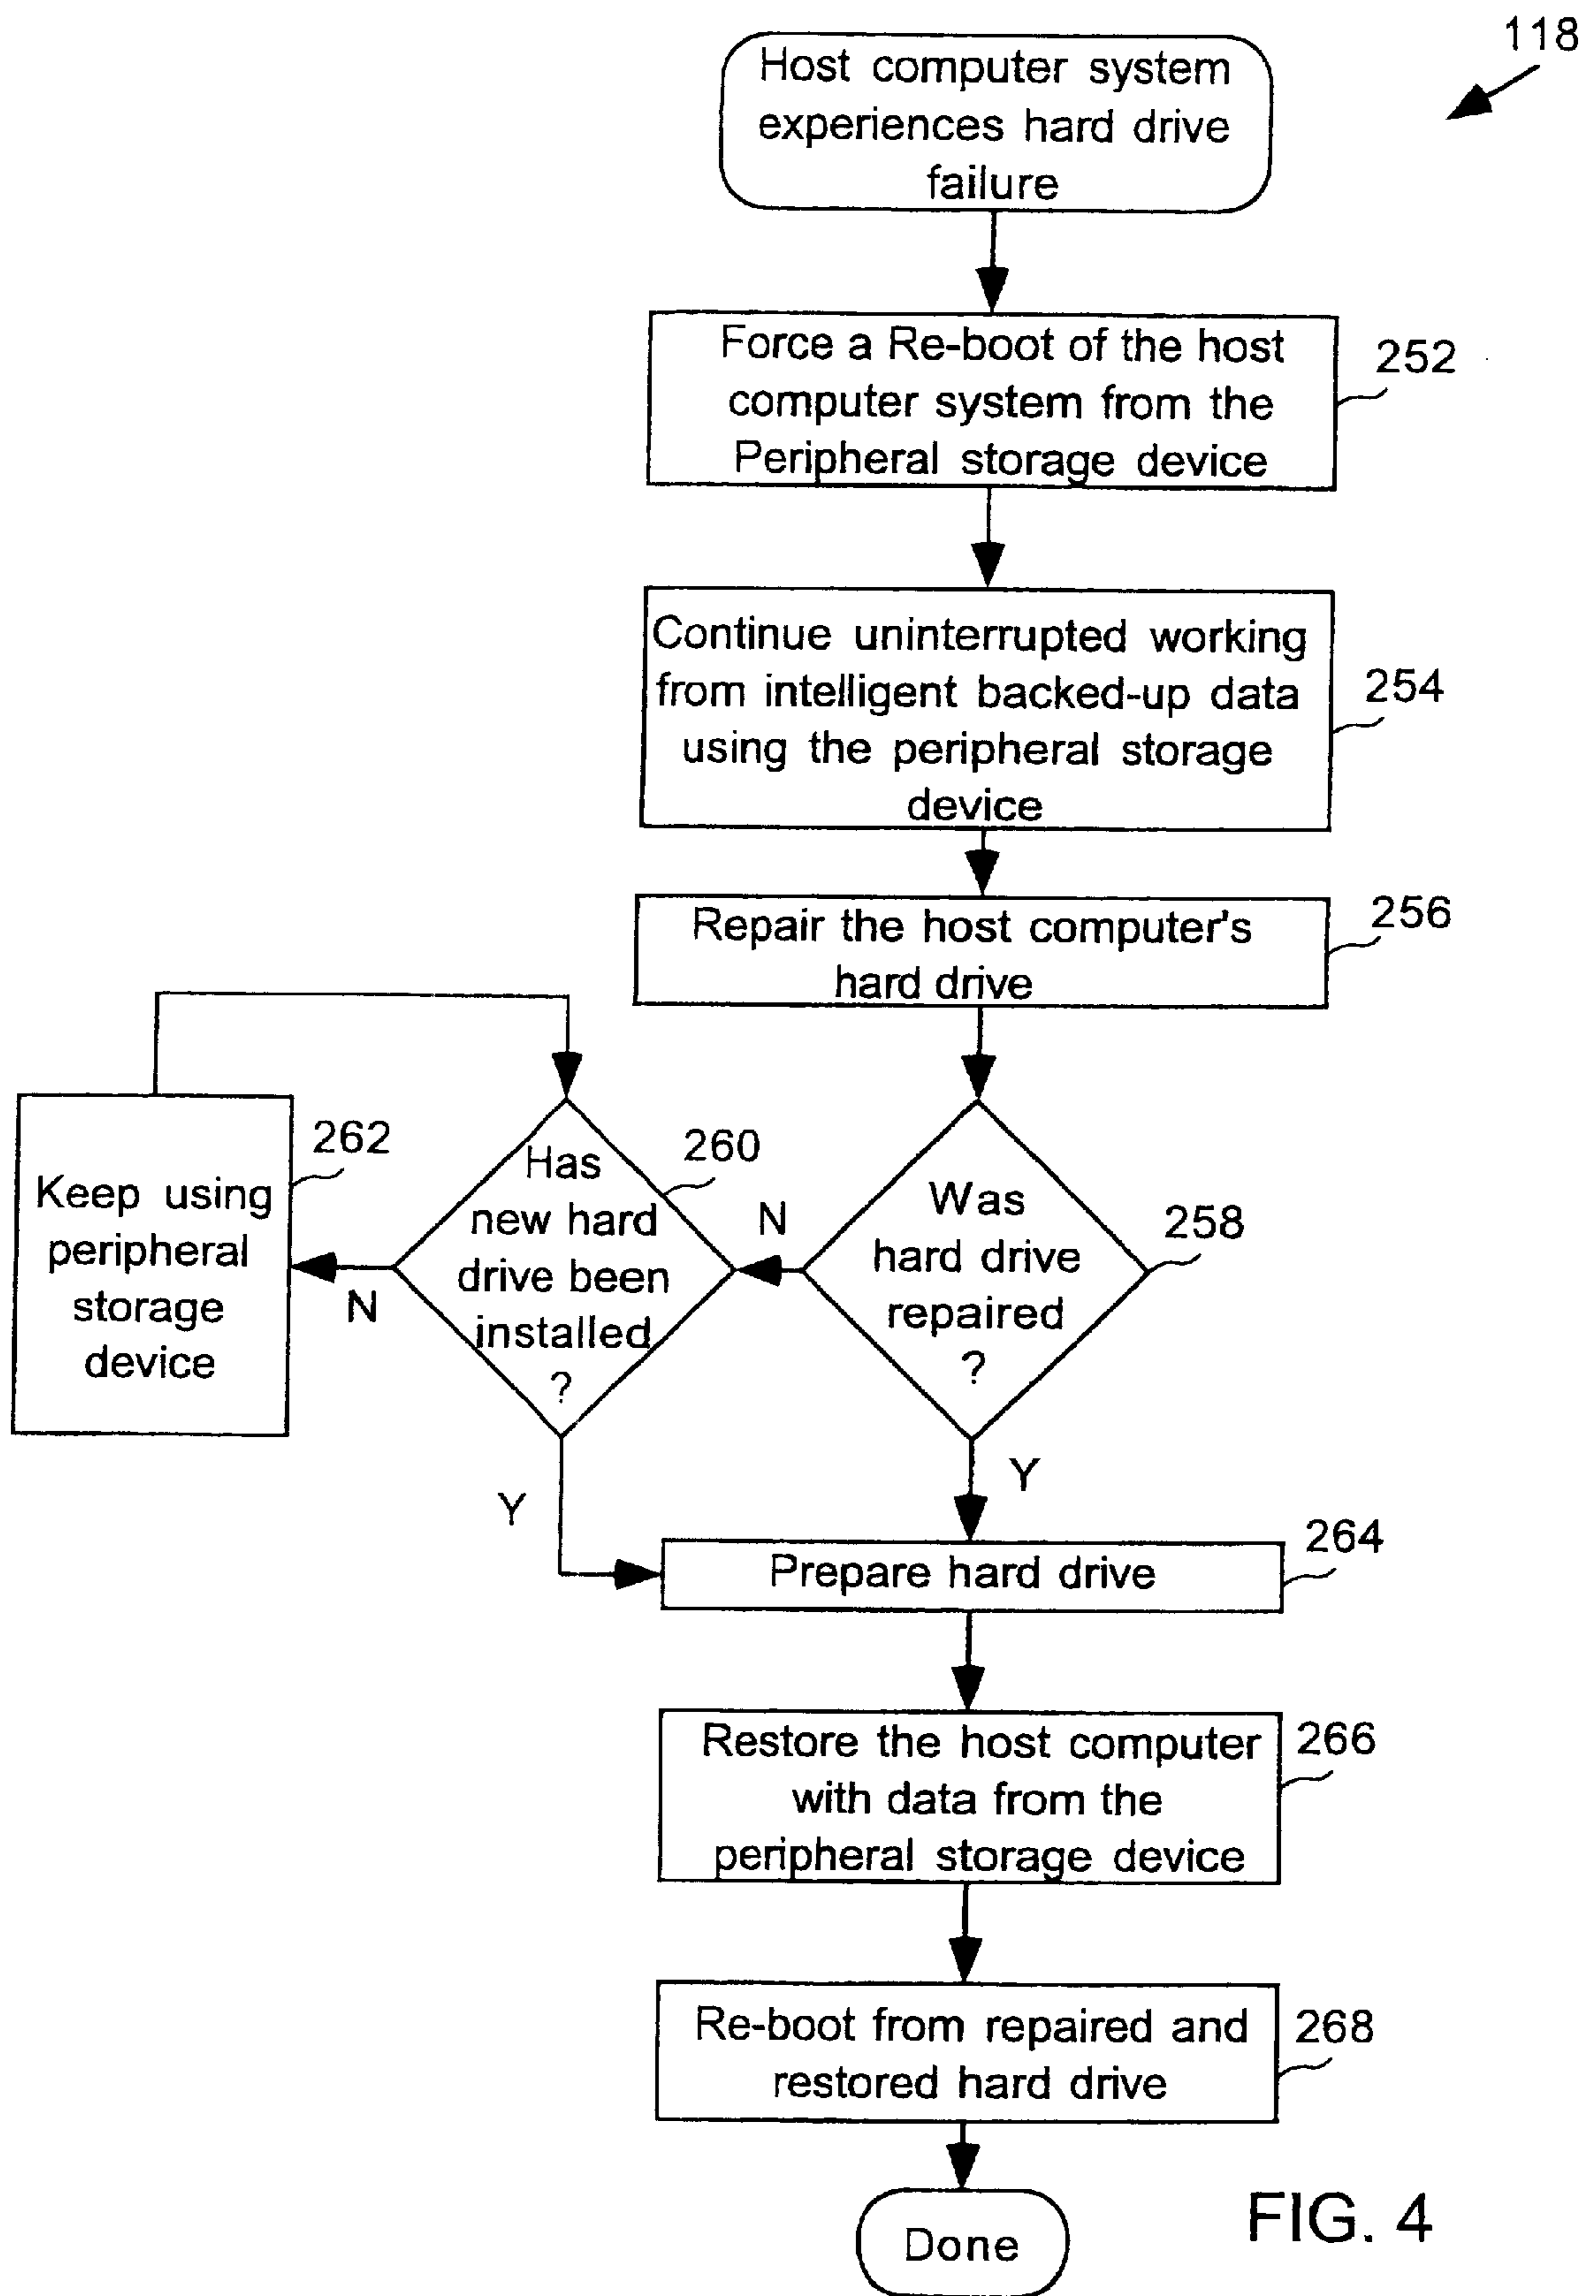 118
Host computer system
experiences hard drive
failure
Force a Re-boot of the host
computer system from the
Peripheral storage device
252
Continue uninterrupted working
from intelligent backed-up data
using the peripheral storage
device
254
Repair the host computer's
hard drive
256
Was
hard drive
repaired
?
258
N
Y
Has
new hard
drive been
installed
?
260
N
Y
Keep using
peripheral
storage
device
262
Prepare hard drive
264
Restore the host computer
with data from the
peripheral storage device
266
Re-boot from repaired and
restored hard drive
268
Done
FIG. 4